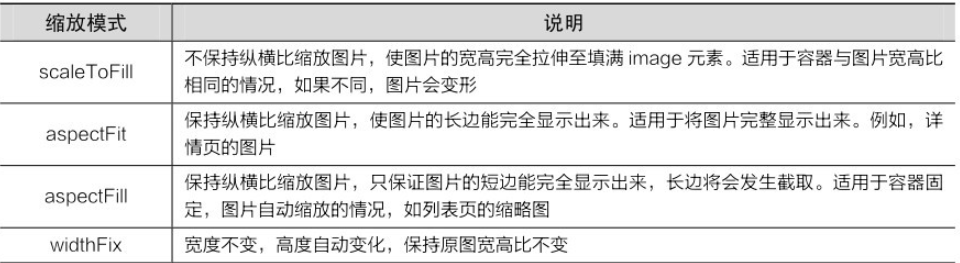 缩放模式 说明
scaleToFill 不保持纵横比缩放图片，使图片的宽高完全拉伸至填满 image 元素。适用于容器与图片宽高比
相同的情况，如果不同，图片会变形
aspectFit 保持纵横比缩放图片，使图片的长边能完全显示出来。适用于将图片完整显示出来。例如，详
情页的图片
aspectFill 保持纵横比缩放图片，只保证图片的短边能完全显示出来，长边将会发生截取。适用于容器固
定，图片自动缩放的情况，如列表页的缩略图
widthFix 宽度不变，高度自动变化，保持原图宽高比不变